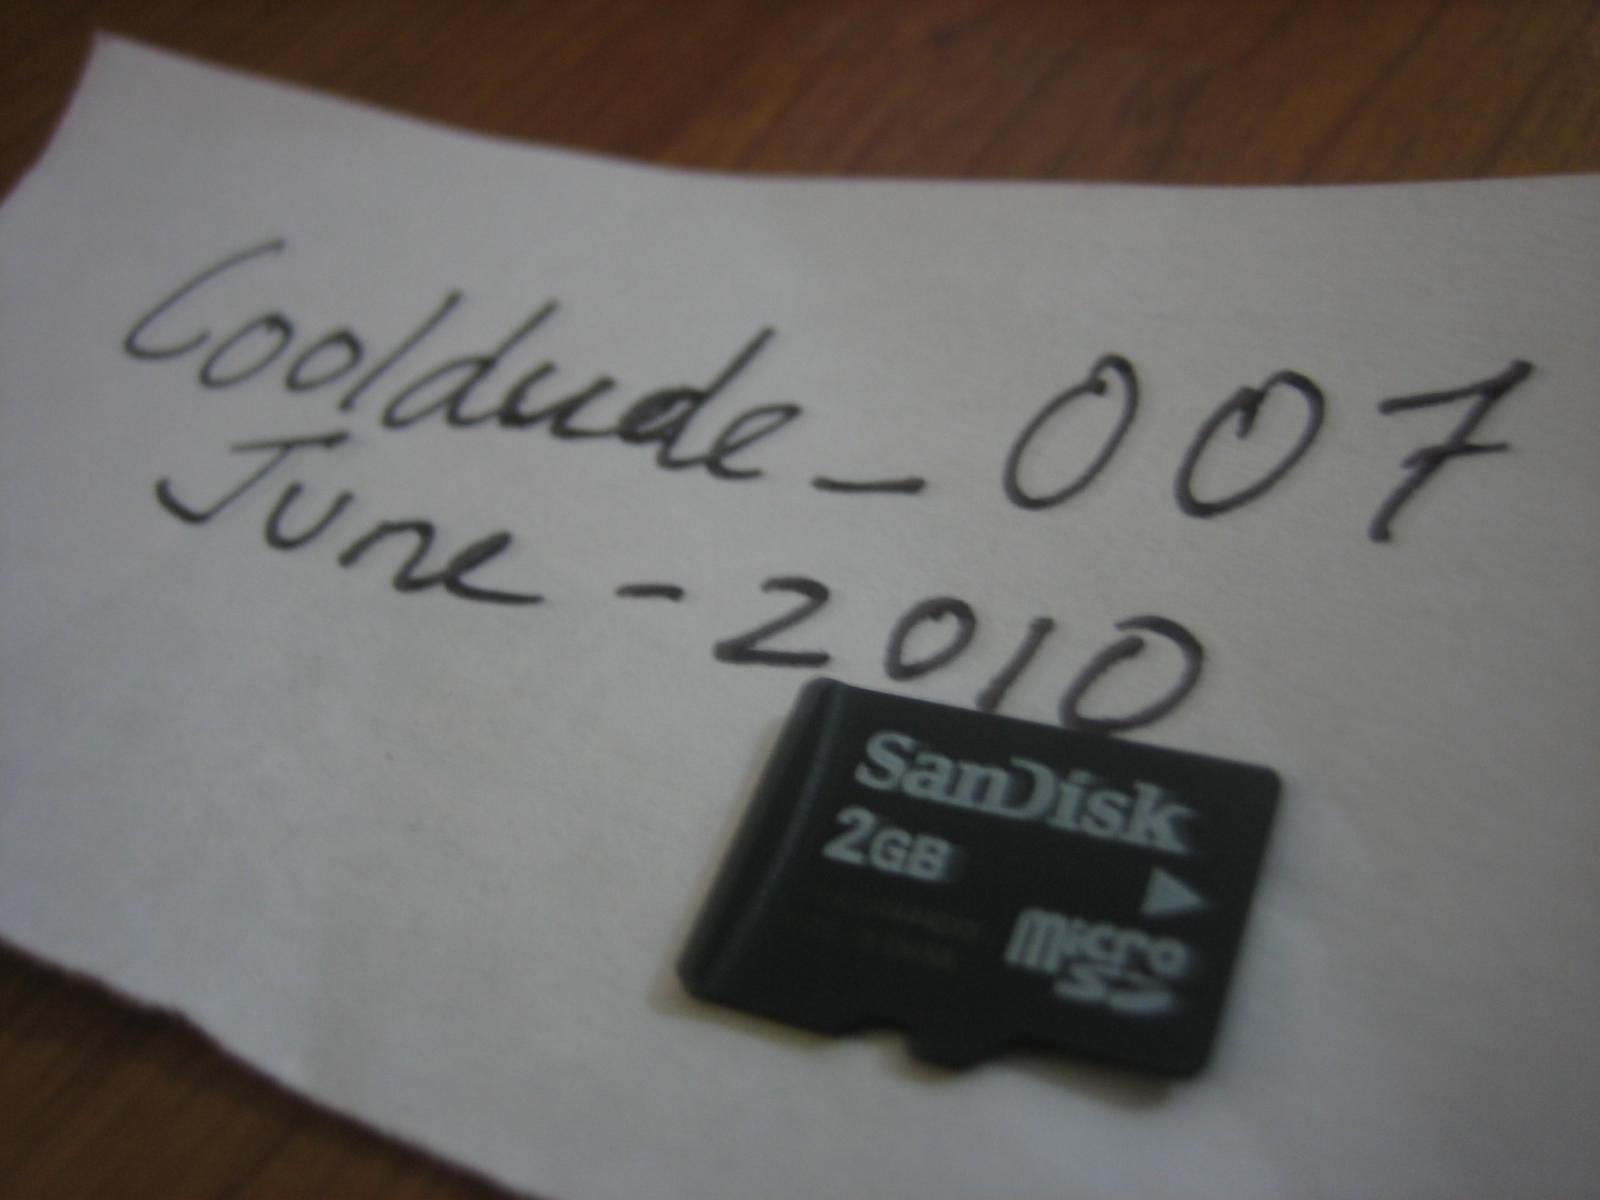 Cooldude_007
June - 2010
SanDisk
2GB
micro
SD